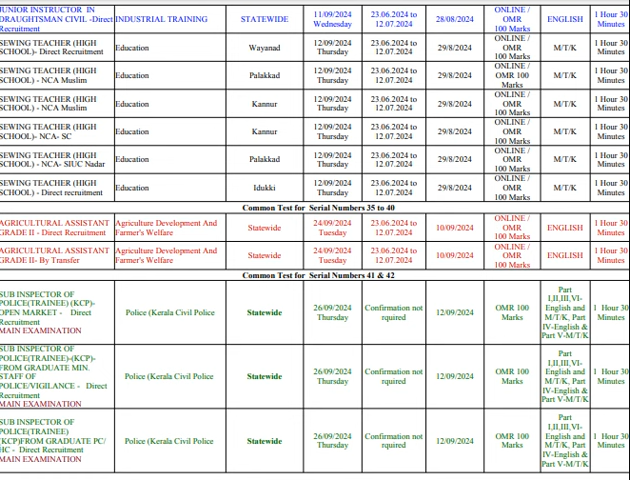 JUNIOR INSTRUCTOR IN DRAUGHTSMAN CIVIL -Direct Recruitment INDUSTRIAL TRAINING STATEWIDE 11/09/2024 Wednesday 23.06.2024 to 12.07.2024 28/08/2024 ONLINE / OMR 100 Marks ENGLISH 1 Hour 30 Minutes
SEWING TEACHER (HIGH SCHOOL)- Direct Recruitment Education Wayanad 12/09/2024 Thursday 23.06.2024 to 12.07.2024 29/8/2024 ONLINE / OMR 100 Marks M/T/K 1 Hour 30 Minutes
SEWING TEACHER (HIGH SCHOOL) - NCA Muslim Education Palakkad 12/09/2024 Thursday 23.06.2024 to 12.07.2024 29/8/2024 ONLINE / OMR 100 Marks M/T/K 1 Hour 30 Minutes
SEWING TEACHER (HIGH SCHOOL) - NCA Muslim Education Kannur 12/09/2024 Thursday 23.06.2024 to 12.07.2024 29/8/2024 ONLINE / OMR 100 Marks M/T/K 1 Hour 30 Minutes
SEWING TEACHER (HIGH SCHOOL)- NCA- SC Education Kannur 12/09/2024 Thursday 23.06.2024 to 12.07.2024 29/8/2024 ONLINE / OMR 100 Marks M/T/K 1 Hour 30 Minutes
SEWING TEACHER (HIGH SCHOOL) - NCA- SIUC Nadar Education Palakkad 12/09/2024 Thursday 23.06.2024 to 12.07.2024 29/8/2024 ONLINE / OMR 100 Marks M/T/K 1 Hour 30 Minutes
SEWING TEACHER (HIGH SCHOOL) - Direct recruitment Education Idukki 12/09/2024 Thursday 23.06.2024 to 12.07.2024 29/8/2024 ONLINE / OMR 100 Marks M/T/K 1 Hour 30 Minutes
Common Test for Serial Numbers 35 to 40
AGRICULTURAL ASSISTANT GRADE II - Direct Recruitment Agriculture Development And Farmer's Welfare Statewide 24/09/2024 Tuesday 23.06.2024 to 12.07.2024 10/09/2024 ONLINE / OMR 100 Marks ENGLISH 1 Hour 30 Minutes
AGRICULTURAL ASSISTANT GRADE II- By Transfer Agriculture Development And Farmer's Welfare Statewide 24/09/2024 Tuesday 23.06.2024 to 12.07.2024 10/09/2024 ONLINE / OMR 100 Marks ENGLISH 1 Hour 30 Minutes
Common Test for Serial Numbers 41 & 42
SUB INSPECTOR OF POLICE(TRAINEE) (KCP)- OPEN MARKET - Direct Recruitment MAIN EXAMINATION Police (Kerala Civil Police Statewide 26/09/2024 Thursday Confirmation not rquired 12/09/2024 OMR 100 Marks Part I,II,III,VI- English and M/T/K, Part IV-English & Part V-M/T/K 1 Hour 30 Minutes
SUB INSPECTOR OF POLICE(TRAINEE)-(KCP)- FROM GRADUATE MIN. STAFF OF POLICE/VIGILANCE - Direct Recruitment MAIN EXAMINATION Police (Kerala Civil Police Statewide 26/09/2024 Thursday Confirmation not rquired 12/09/2024 OMR 100 Marks Part I,II,III,VI- English and M/T/K, Part IV-English & Part V-M/T/K 1 Hour 30 Minutes
SUB INSPECTOR OF POLICE(TRAINEE) (KCP)FROM GRADUATE PC/ HC - Direct Recruitment MAIN EXAMINATION Police (Kerala Civil Police Statewide 26/09/2024 Thursday Confirmation not rquired 12/09/2024 OMR 100 Marks Part I,II,III,VI- English and M/T/K, Part IV-English & Part V-M/T/K 1 Hour 30 Minutes